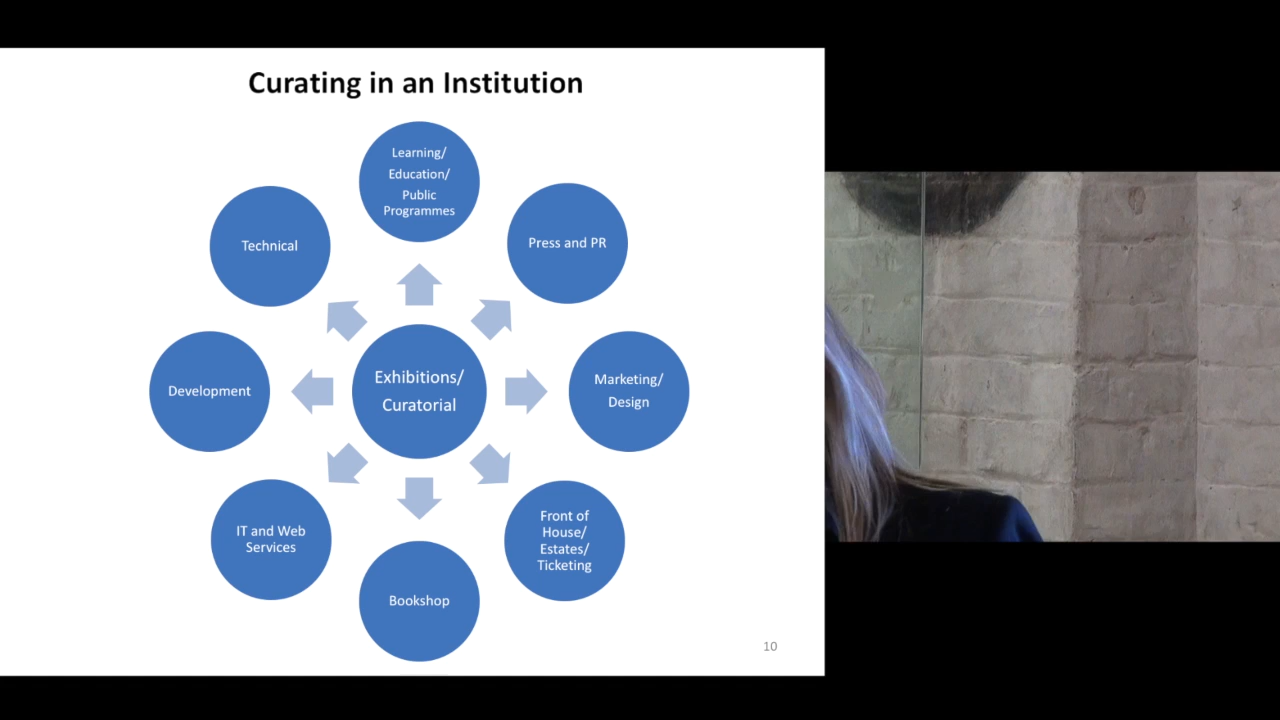 Curating in an Institution
Learning/
Education/
Public
Programmes
Press and PR
Marketing/
Design
Front of
House/
Estates/
Ticketing
Bookshop
IT and Web
Services
Development
Technical
Exhibitions/
Curatorial
10